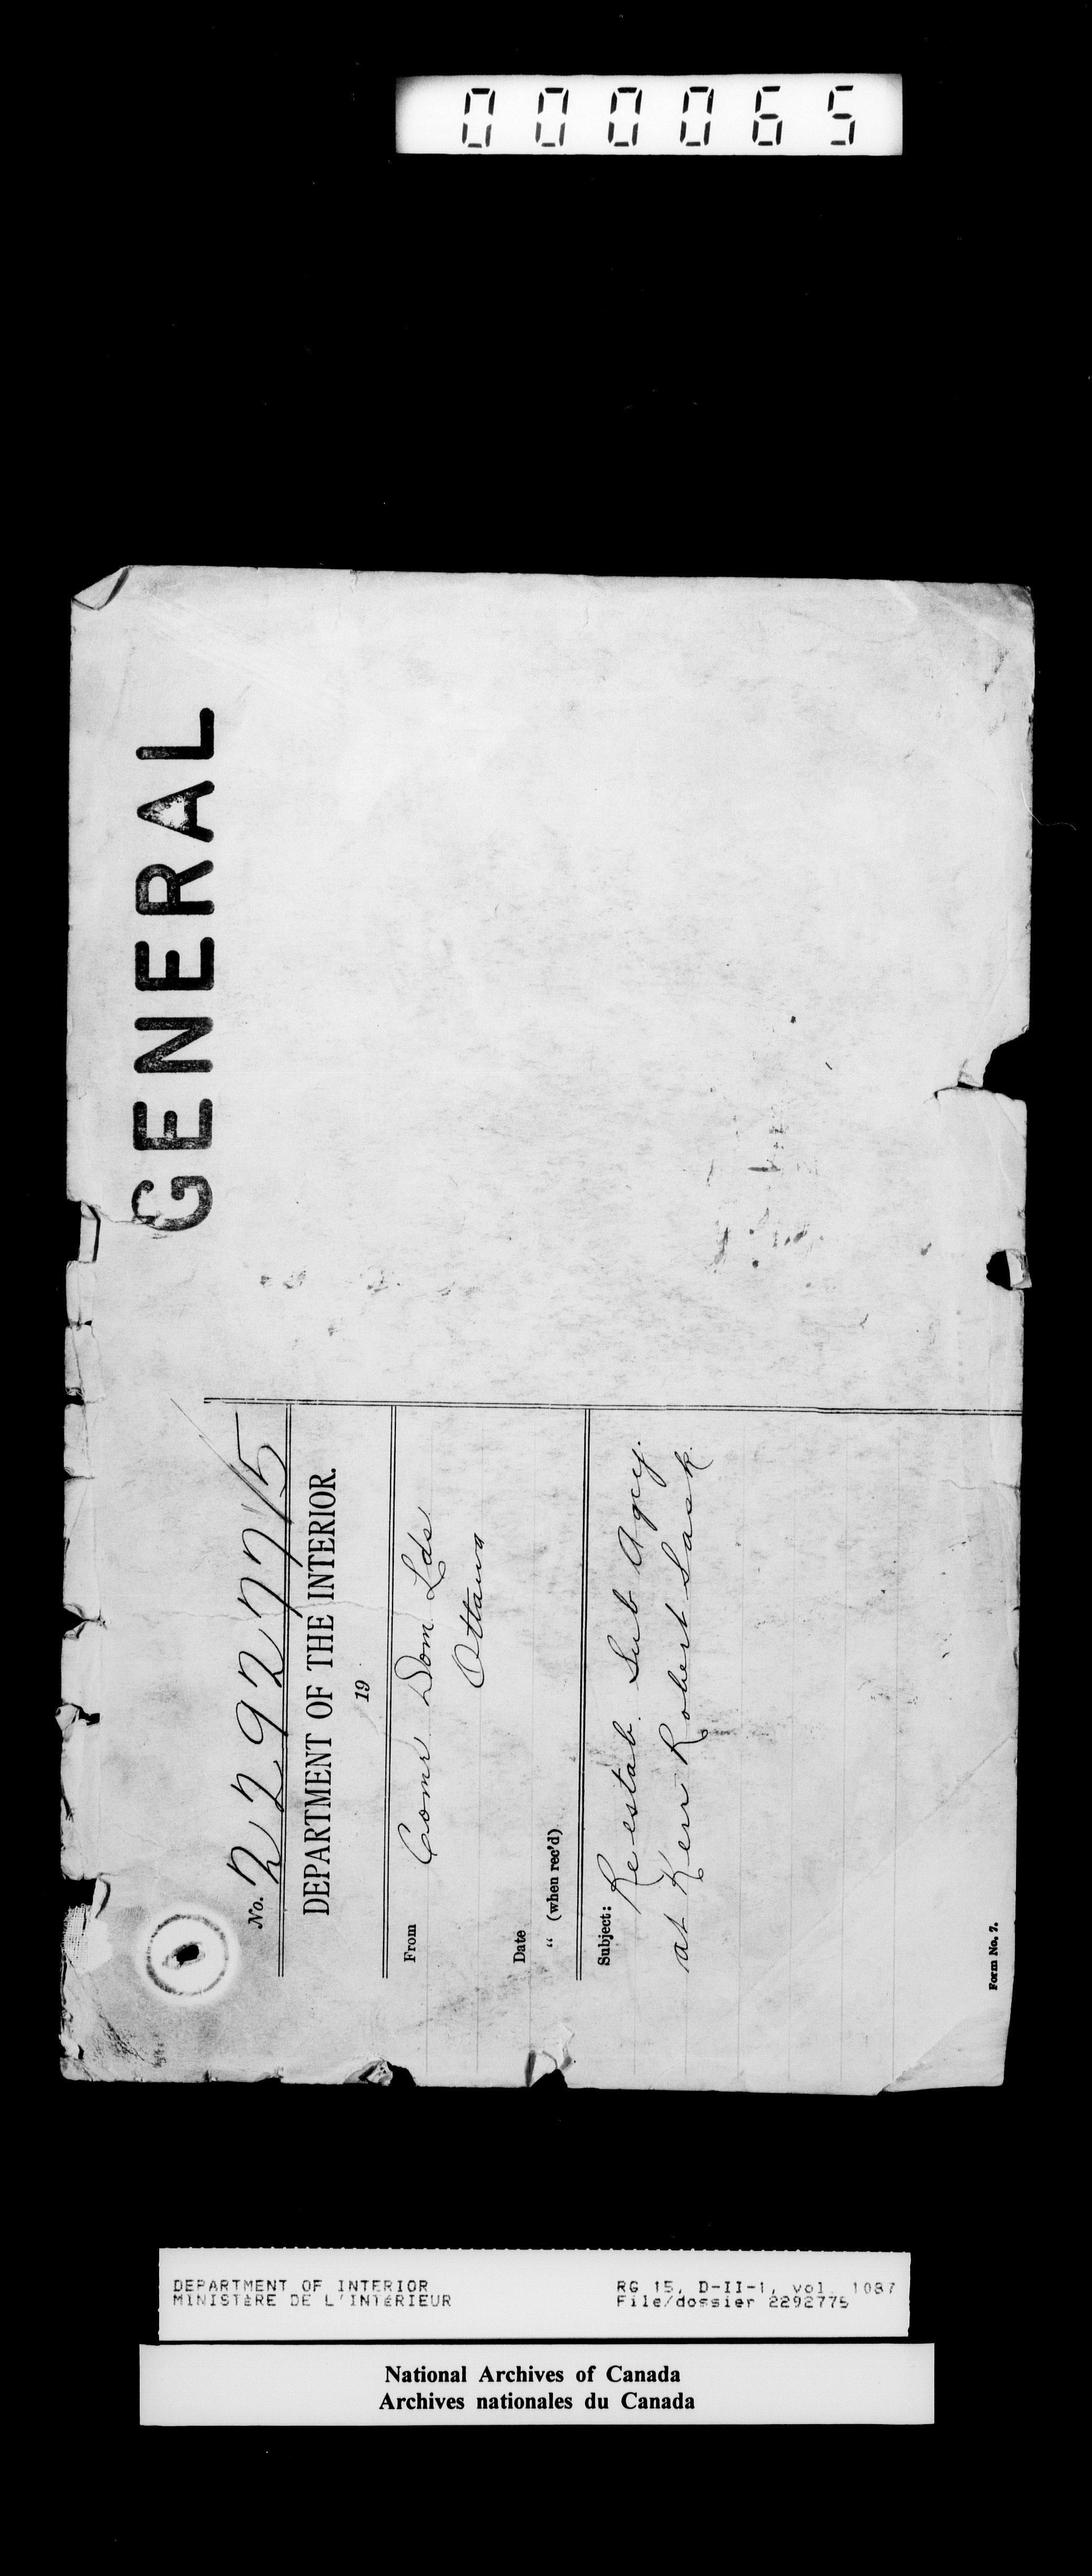 000065
GENERAL
No. 2292775
DEPARTMENT OF THE INTERIOR.
19
From Comr Dom Lds
Ottawa
Date
" (when rec'd)
Subject: Re estab. Sub Agcy.
at Kerr Robert Sask
Form No. 7.
DEPARTMENT OF INTERIOR
MINISTèRE DE L'INTéRIEUR
RG 15, D-II-1, vol. 1087
File/dossier 2292775
National Archives of Canada
Archives nationales du Canada